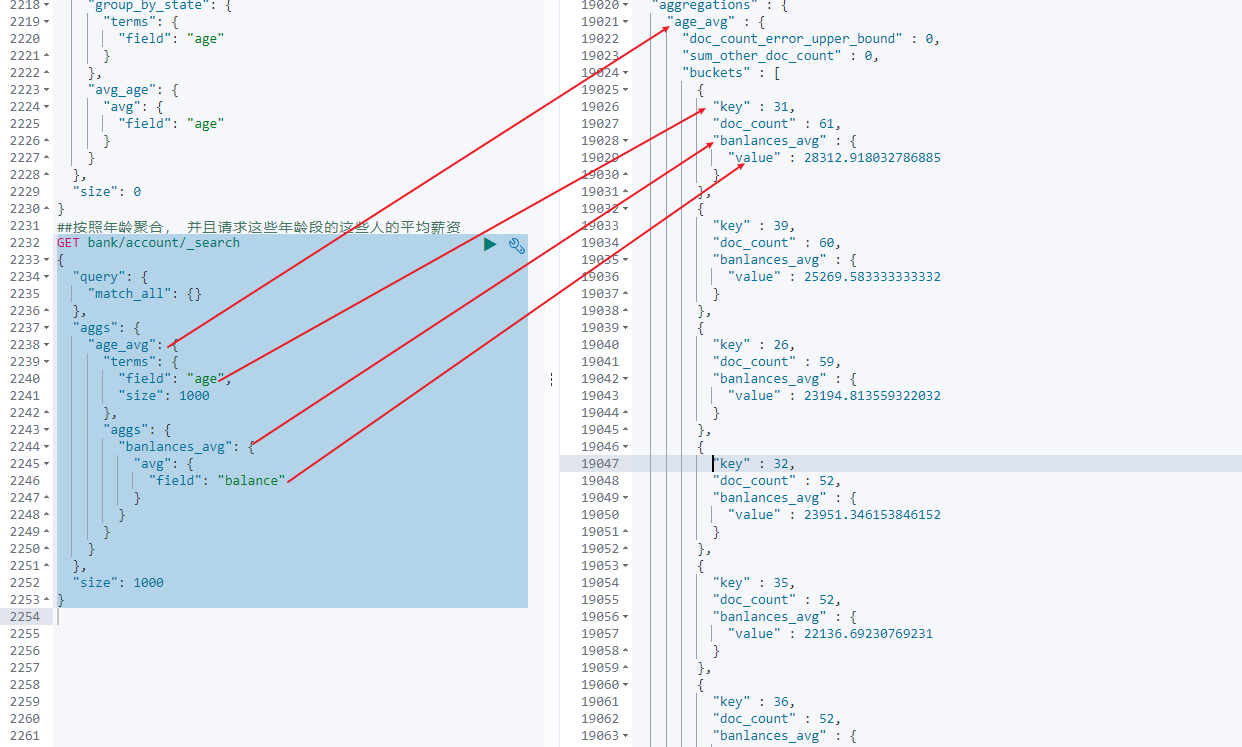 2218 "group_by_state": {
2219 "terms": {
2220 "field": "age"
2221 }
2222 },
2223 "avg_age": {
2224 "avg": {
2225 "field": "age"
2226 }
2227 }
2228 },
2229 "size": 0
2230 }
2231 ##按照年龄聚合， 并且请求这些年龄段的这些人的平均薪资
2232 GET bank/account/_search
2233 {
2234 "query": {
2235 "match_all": {}
2236 },
2237 "aggs": {
2238 "age_avg": {
2239 "terms": {
2240 "field": "age",
2241 "size": 1000
2242 },
2243 "aggs": {
2244 "banlances_avg": {
2245 "avg": {
2246 "field": "balance"
2247 }
2248 }
2249 }
2250 }
2251 },
2252 "size": 1000
2253 }
2254
2255
2256
2257
2258
2259
2260
2261
19020 "aggregations" : {
19021 "age_avg" : {
19022 "doc_count_error_upper_bound" : 0,
19023 "sum_other_doc_count" : 0,
19024 "buckets" : [
19025 {
19026 "key" : 31,
19027 "doc_count" : 61,
19028 "banlances_avg" : {
19029 "value" : 28312.918032786885
19030 }
19031 },
19032 {
19033 "key" : 39,
19034 "doc_count" : 60,
19035 "banlances_avg" : {
19036 "value" : 25269.583333333332
19037 }
19038 },
19039 {
19040 "key" : 26,
19041 "doc_count" : 59,
19042 "banlances_avg" : {
19043 "value" : 23194.813559322032
19044 }
19045 },
19046 {
19047 "key" : 32,
19048 "doc_count" : 52,
19049 "banlances_avg" : {
19050 "value" : 23951.346153846152
19051 }
19052 },
19053 {
19054 "key" : 35,
19055 "doc_count" : 52,
19056 "banlances_avg" : {
19057 "value" : 22136.69230769231
19058 }
19059 },
19060 {
19061 "key" : 36,
19062 "doc_count" : 52,
19063 "banlances_avg" : {